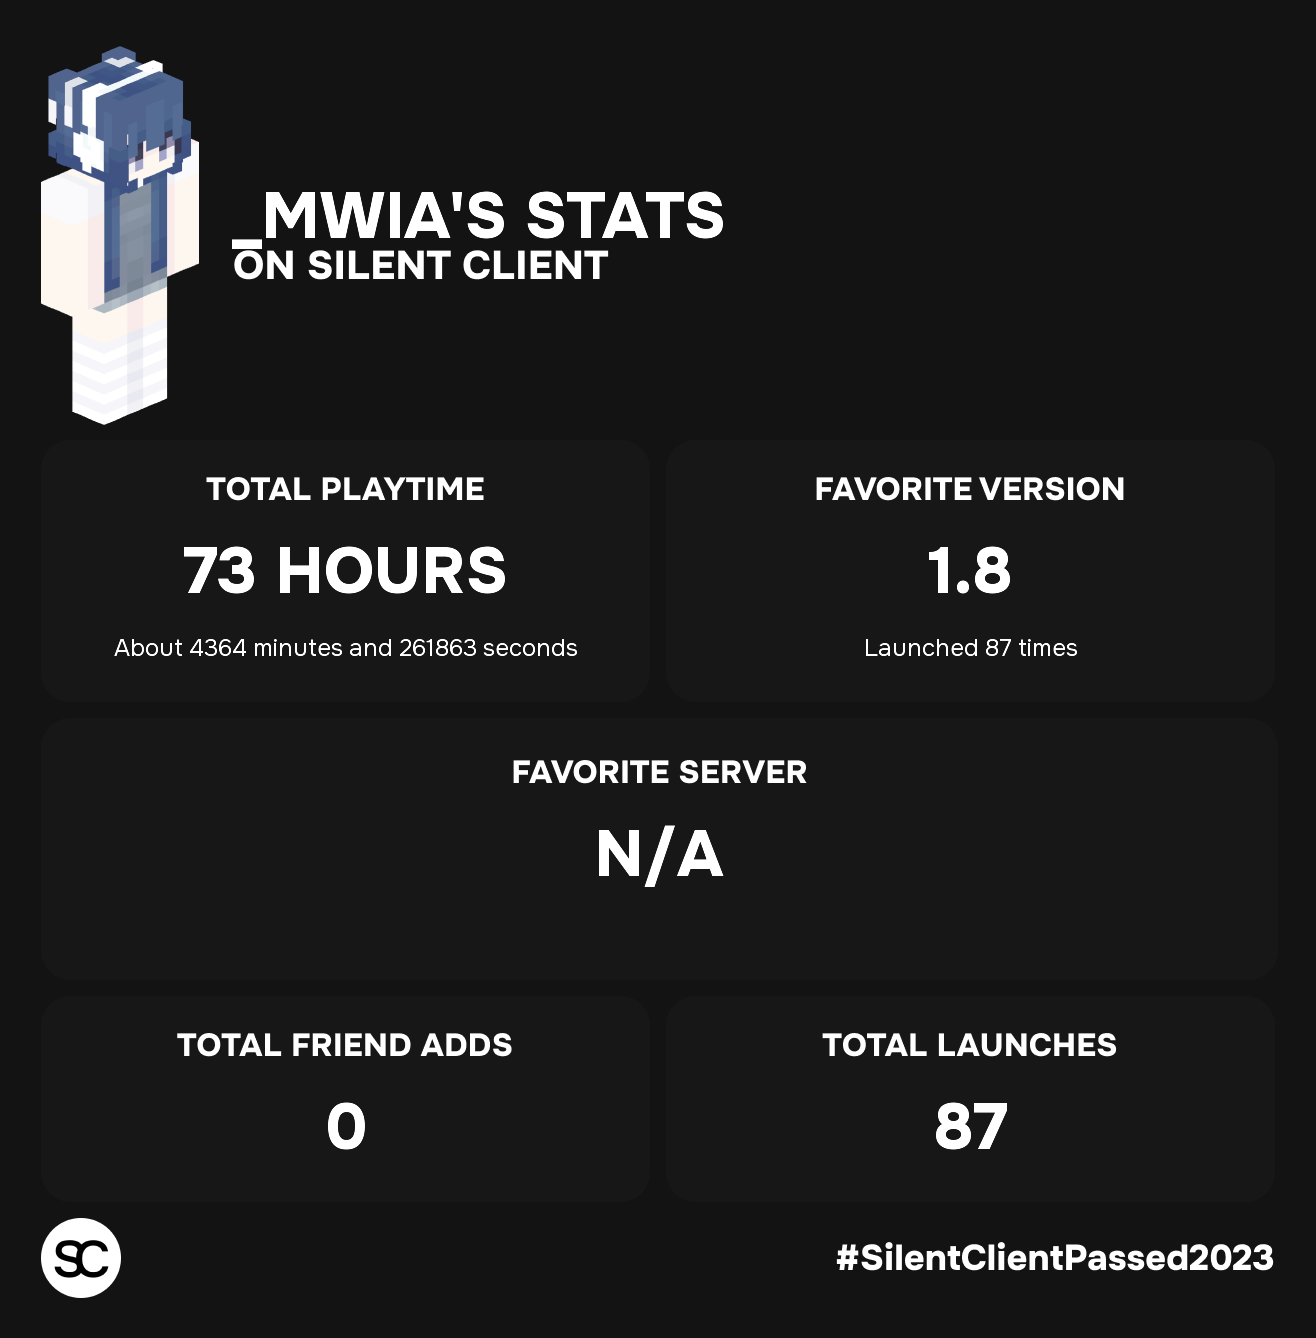 _MWIA'S STATS
ON SILENT CLIENT
TOTAL PLAYTIME
73 HOURS
About 4364 minutes and 261863 seconds
FAVORITE VERSION
1.8
Launched 87 times
FAVORITE SERVER
N/A
TOTAL FRIEND ADDS
0
TOTAL LAUNCHES
87
SC
#SilentClientPassed2023